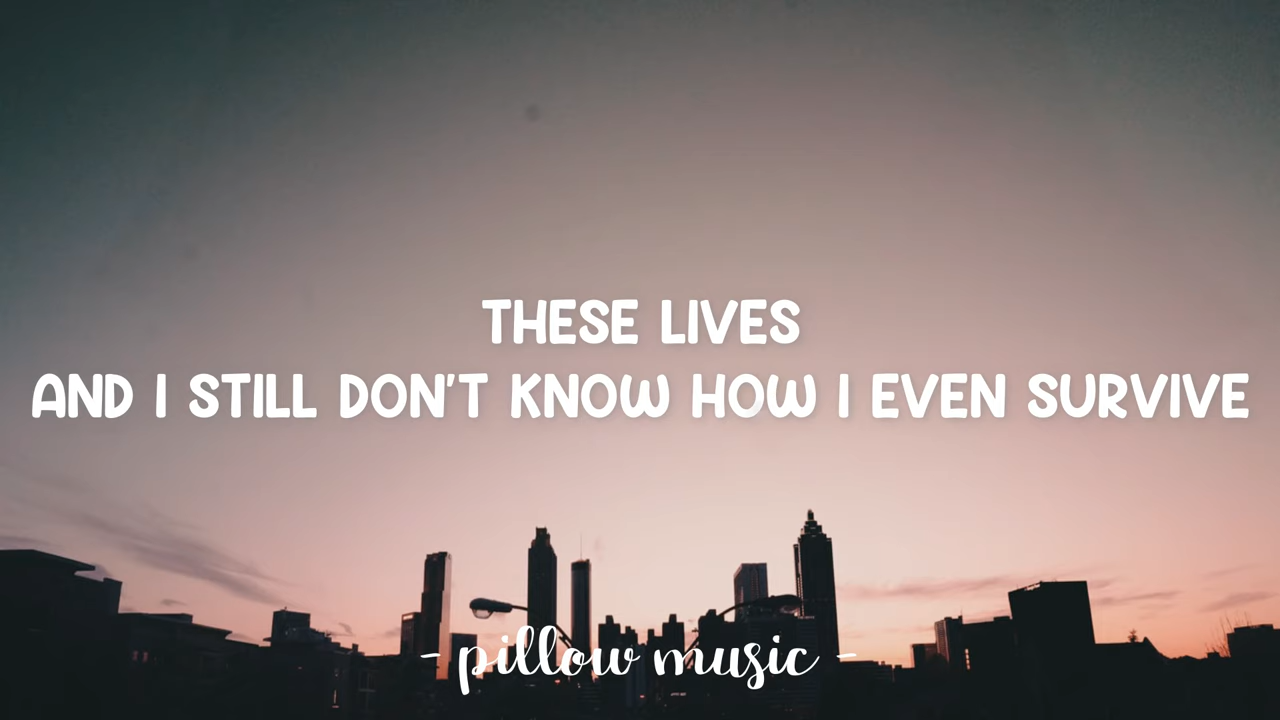 THESE LIVES
AND I STILL DON'T KNOW HOW I EVEN SURVIVE
- pillow music -